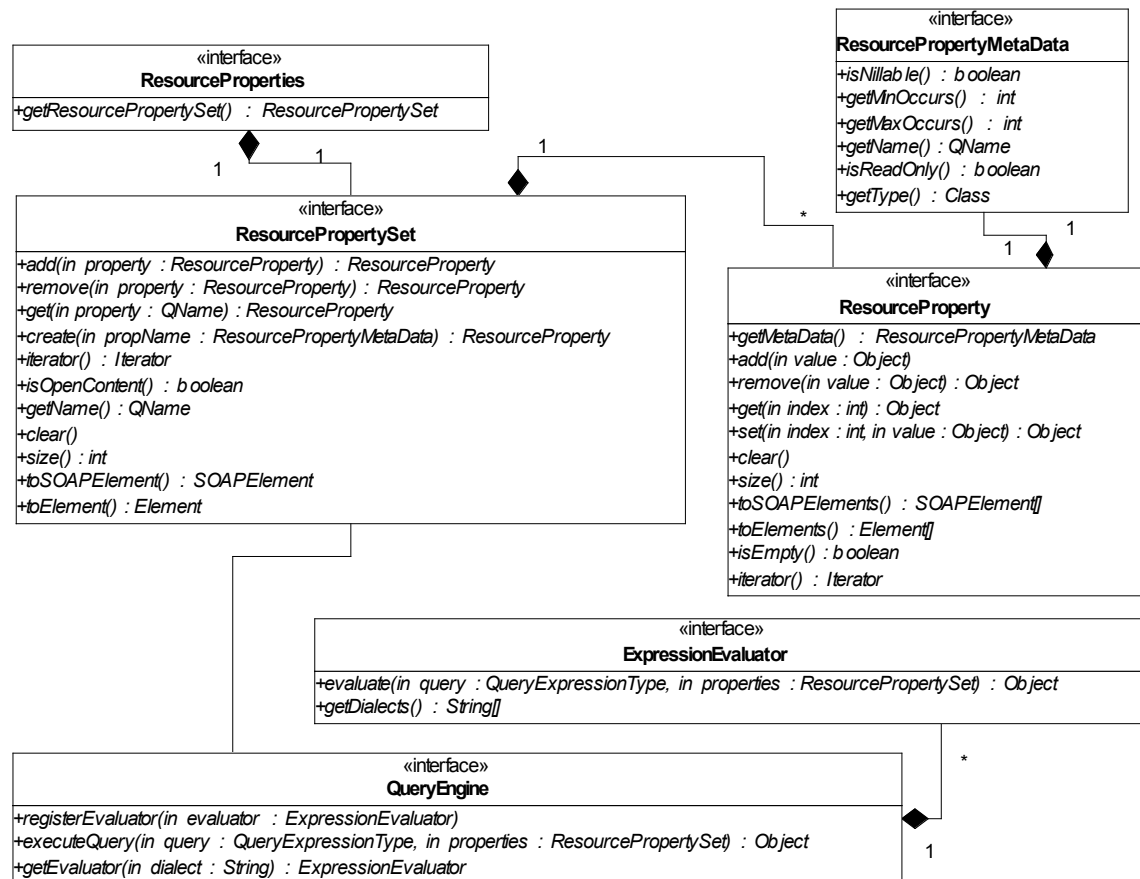 «interface»
ResourceProperties
+getResourcePropertySet() : ResourcePropertySet
1
1
«interface»
ResourcePropertyMetaData
+isNillable() : boolean
+getMinOccurs() : int
+getMaxOccurs() : int
+getName() : QName
+isReadOnly() : boolean
+getType() : Class
1
1
1
*
«interface»
ResourcePropertySet
+add(in property : ResourceProperty) : ResourceProperty
+remove(in property : ResourceProperty) : ResourceProperty
+get(in property : QName) : ResourceProperty
+create(in propName : ResourcePropertyMetaData) : ResourceProperty
+iterator() : Iterator
+isOpenContent() : boolean
+getName() : QName
+clear()
+size() : int
+toSOAPElement() : SOAPElement
+toElement() : Element
«interface»
ResourceProperty
+getMetaData() : ResourcePropertyMetaData
+add(in value : Object)
+remove(in value : Object) : Object
+get(in index : int) : Object
+set(in index : int, in value : Object) : Object
+clear()
+size() : int
+toSOAPElements() : SOAPElement[]
+toElements() : Element[]
+isEmpty() : boolean
+iterator() : Iterator
«interface»
ExpressionEvaluator
+evaluate(in query : QueryExpressionType, in properties : ResourcePropertySet) : Object
+getDialects() : String[]
*
1
«interface»
QueryEngine
+registerEvaluator(in evaluator : ExpressionEvaluator)
+executeQuery(in query : QueryExpressionType, in properties : ResourcePropertySet) : Object
+getEvaluator(in dialect : String) : ExpressionEvaluator